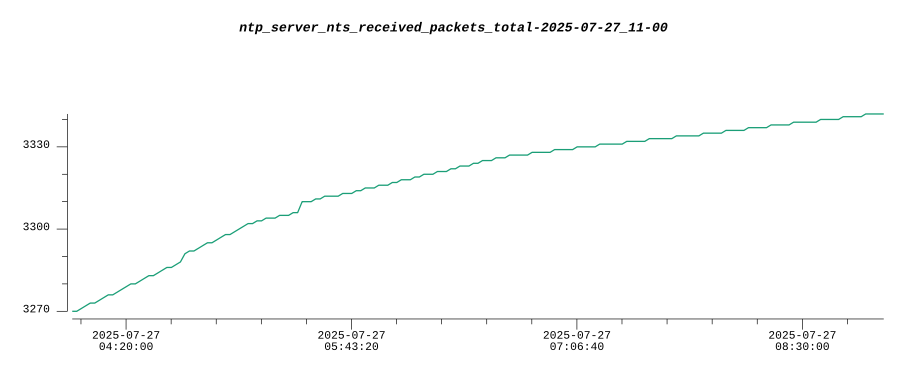 ntp_server_nts_received_packets_total-2025-07-27_11-00
3330
3300
3270
2025-07-27 2025-07-27 2025-07-27 2025-07-27
04:20:00 05:43:20 07:06:40 08:30:00